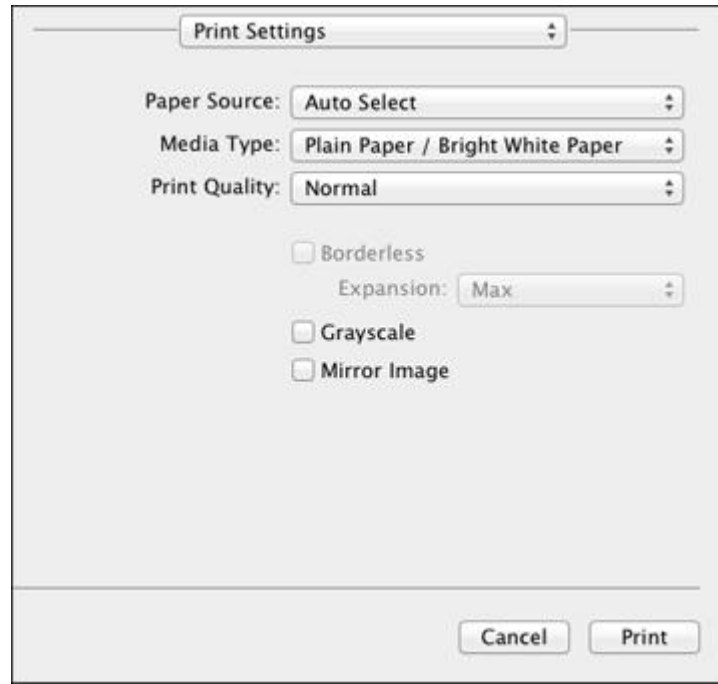 Print Settings
Paper Source: Auto Select
Media Type: Plain Paper / Bright White Paper
Print Quality: Normal
Borderless
Expansion: Max
Grayscale
Mirror Image
Cancel Print